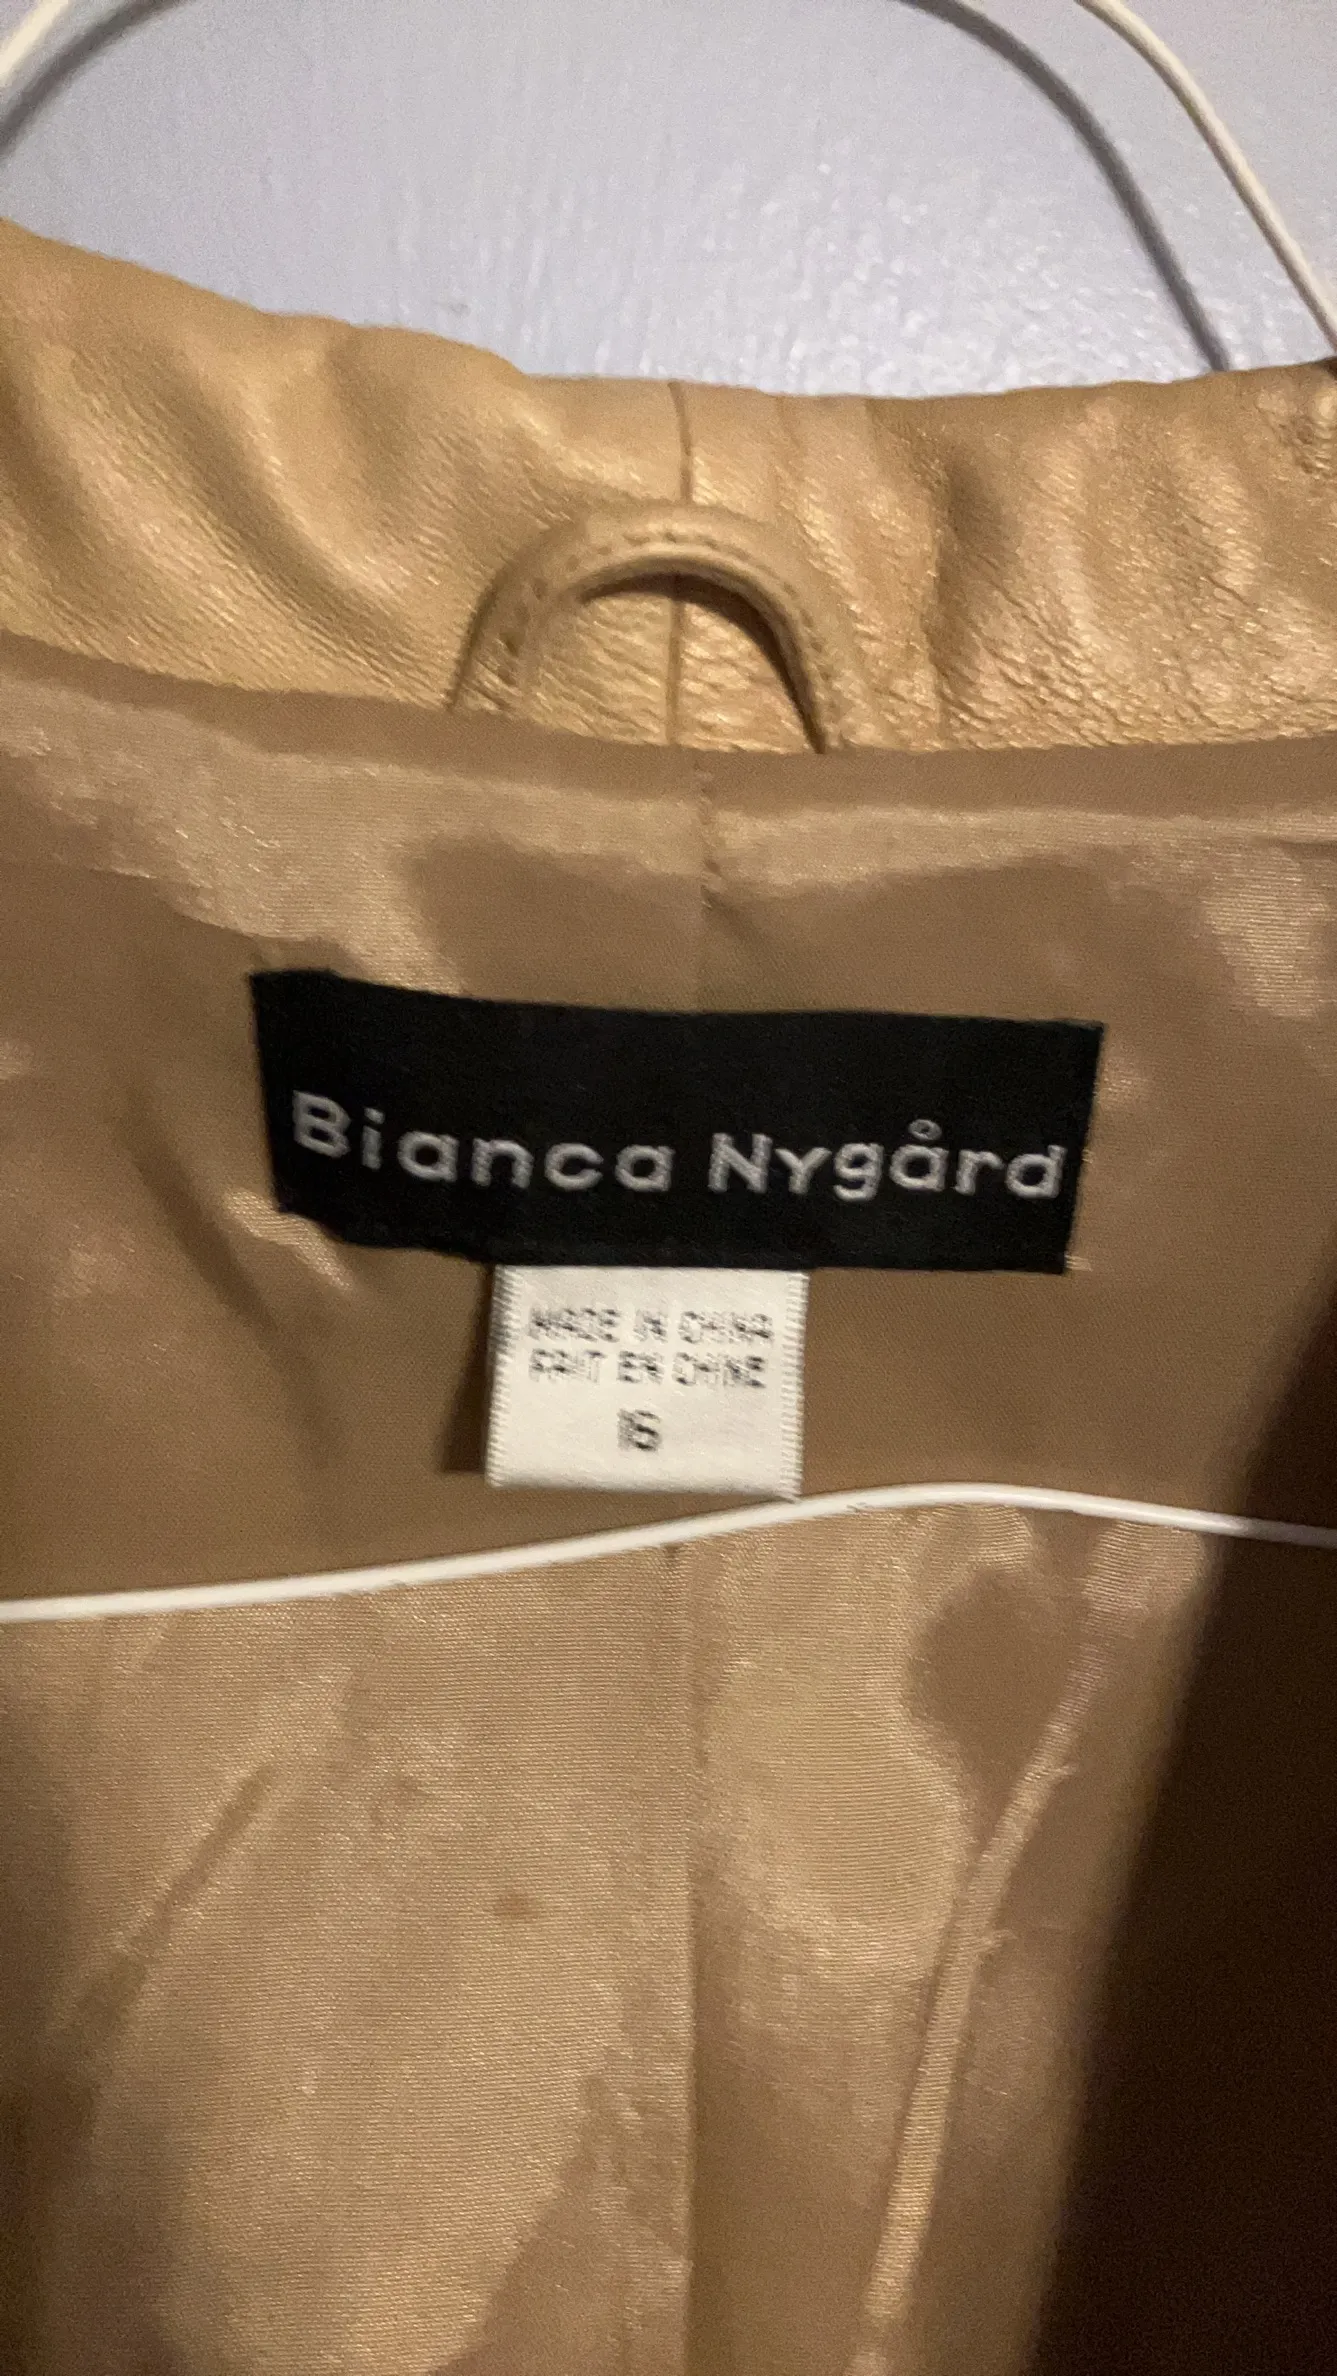 Bianca Nygård
MADE IN CHINA
FAIT EN CHINE
16